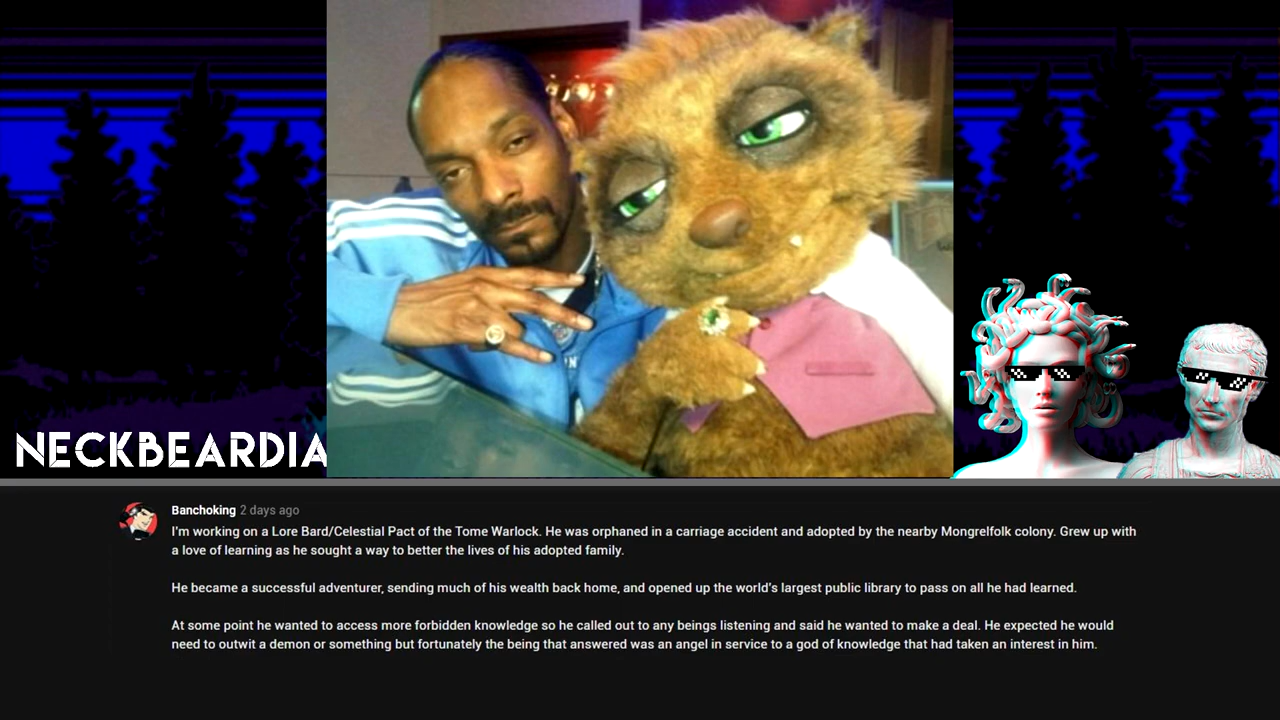 NECKBEARDIA
Banchoking 2 days ago
I'm working on a Lore Bard/Celestial Pact of the Tome Warlock. He was orphaned in a carriage accident and adopted by the nearby Mongrelfolk colony. Grew up with
a love of learning as he sought a way to better the lives of his adopted family.
He became a successful adventurer, sending much of his wealth back home, and opened up the world's largest public library to pass on all he had learned.
At some point he wanted to access more forbidden knowledge so he called out to any beings listening and said he wanted to make a deal. He expected he would
need to outwit a demon or something but fortunately the being that answered was an angel in service to a god of knowledge that had taken an interest in him.